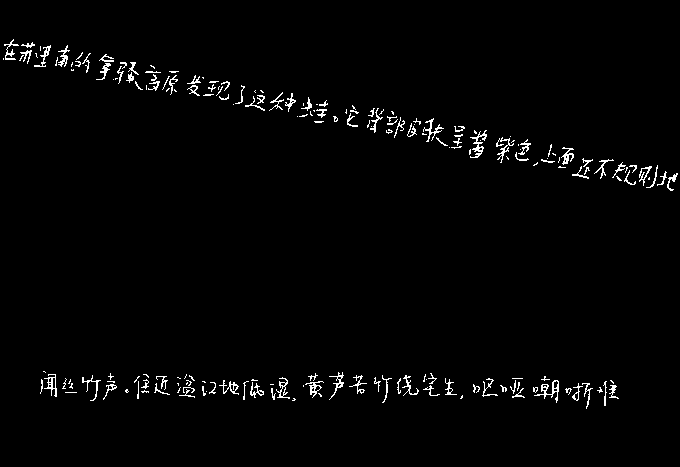 在苏里南的拿骚高原发现了这种蛙。它背部皮肤呈酱紫色,上面还不规则地
闻丝竹声。住近湓江地低湿,黄芦苦竹绕宅生,呕哑嘲哳难